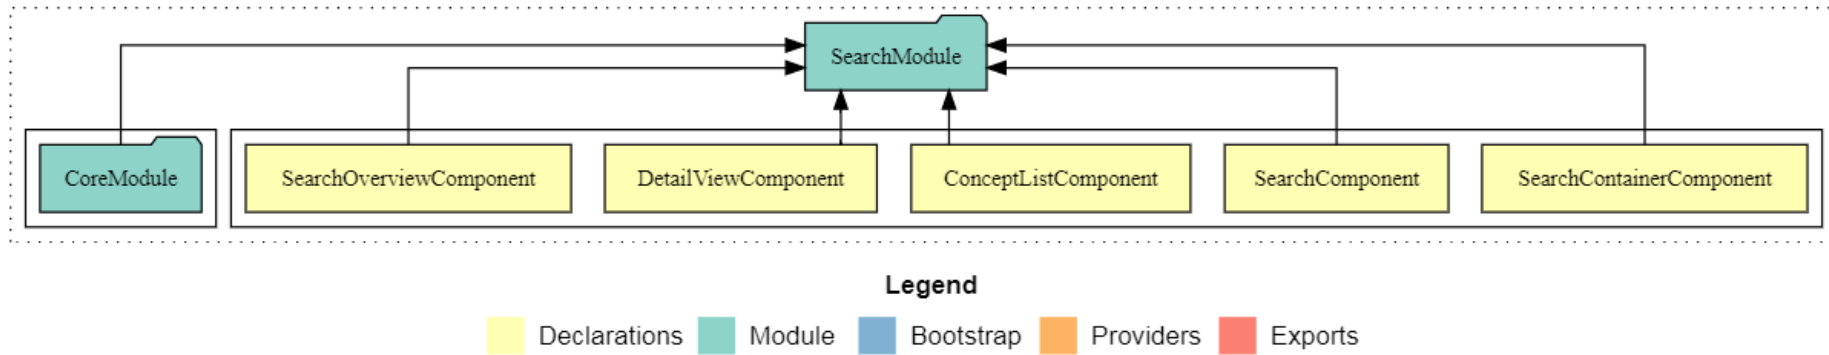 SearchModule
CoreModule
SearchOverviewComponent
DetailViewComponent
ConceptListComponent
SearchComponent
SearchContainerComponent
Legend
Declarations
Module
Bootstrap
Providers
Exports